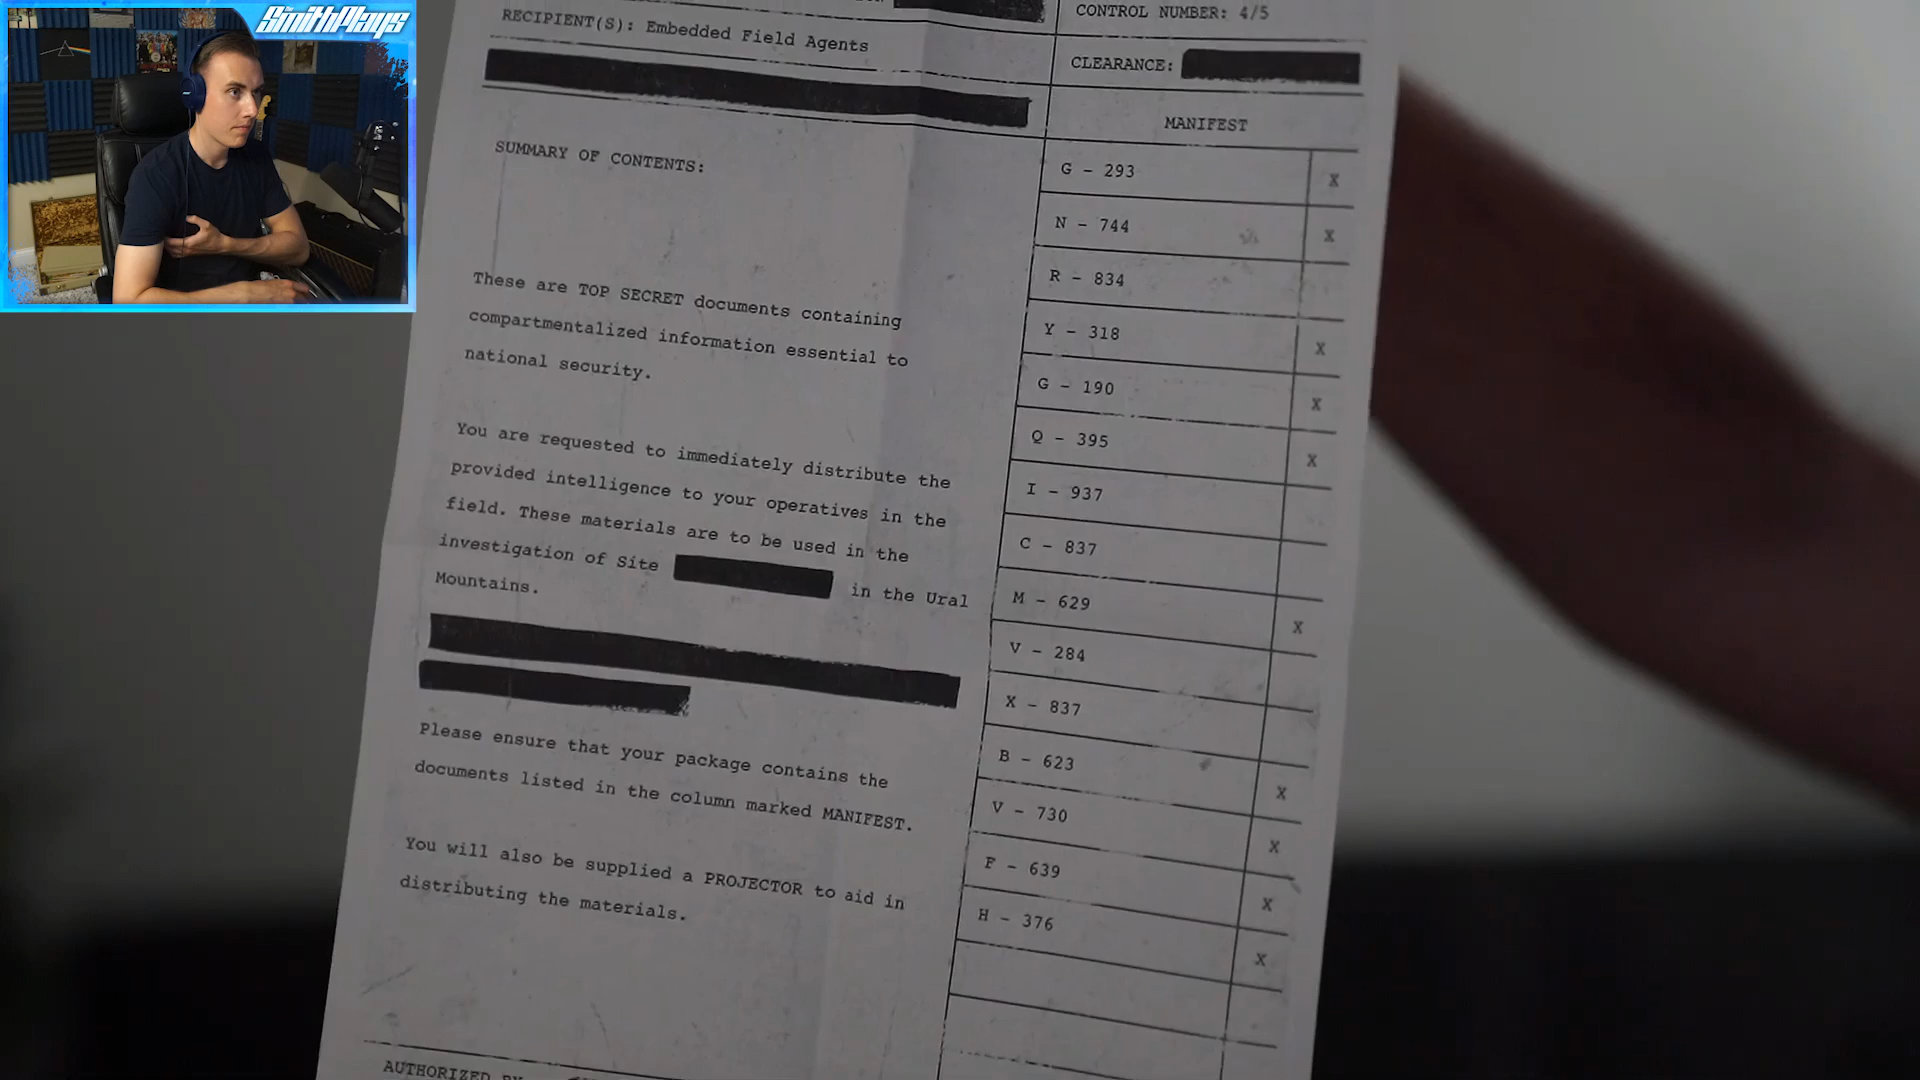 SmithPlays
RECIPIENT(S): Embedded Field Agents
CONTROL NUMBER: 4/5
CLEARANCE:
MANIFEST
SUMMARY OF CONTENTS:
These are TOP SECRET documents containing
compartmentalized information essential to
national security.
You are requested to immediately distribute the
provided intelligence to your operatives in the
field. These materials are to be used in the
investigation of Site in the Ural
Mountains.
Please ensure that your package contains the
documents listed in the column marked MANIFEST.
You will also be supplied a PROJECTOR to aid in
distributing the materials.
G - 293 X
N - 744 X
R - 834
Y - 318 X
G - 190 X
Q - 395 X
I - 937
C - 837
M - 629 X
V - 284
X - 837
B - 623 X
V - 730 X
F - 639 X
H - 376 X
AUTHORIZED BY